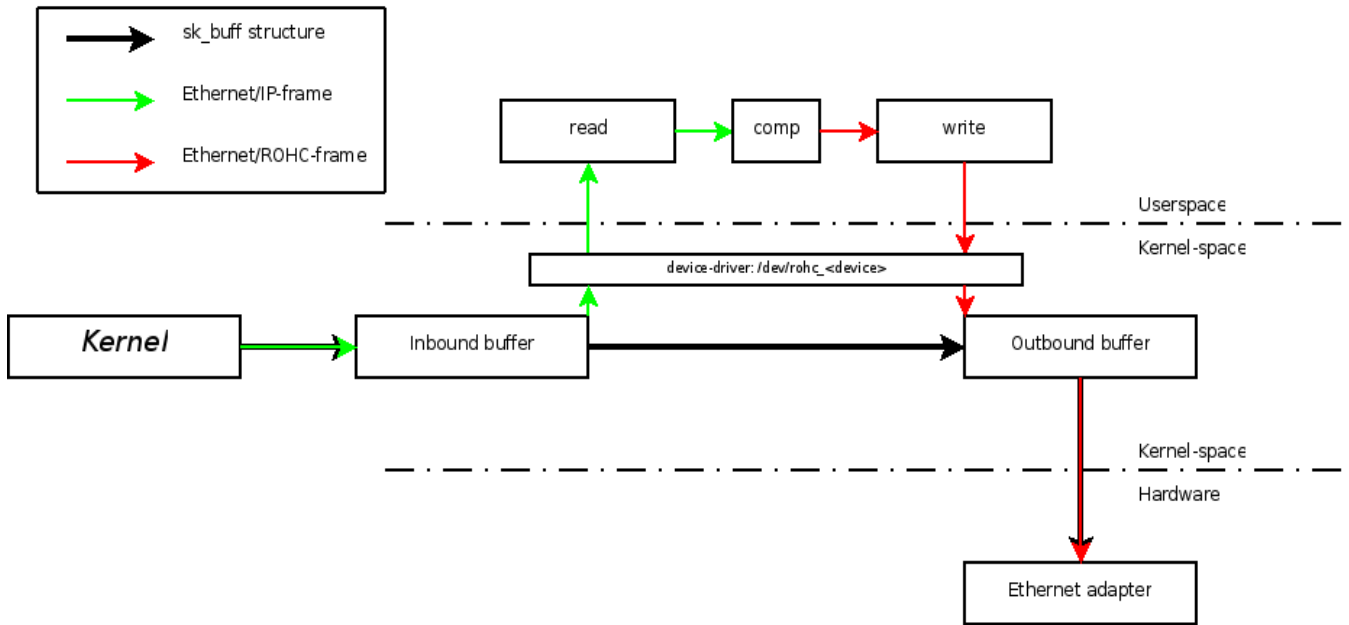 sk_buff structure
Ethernet/IP-frame
Ethernet/ROHC-frame
read
comp
write
Userspace
Kernel-space
device-driver: /dev/rohc_<device>
Kernel
Inbound buffer
Outbound buffer
Kernel-space
Hardware
Ethernet adapter